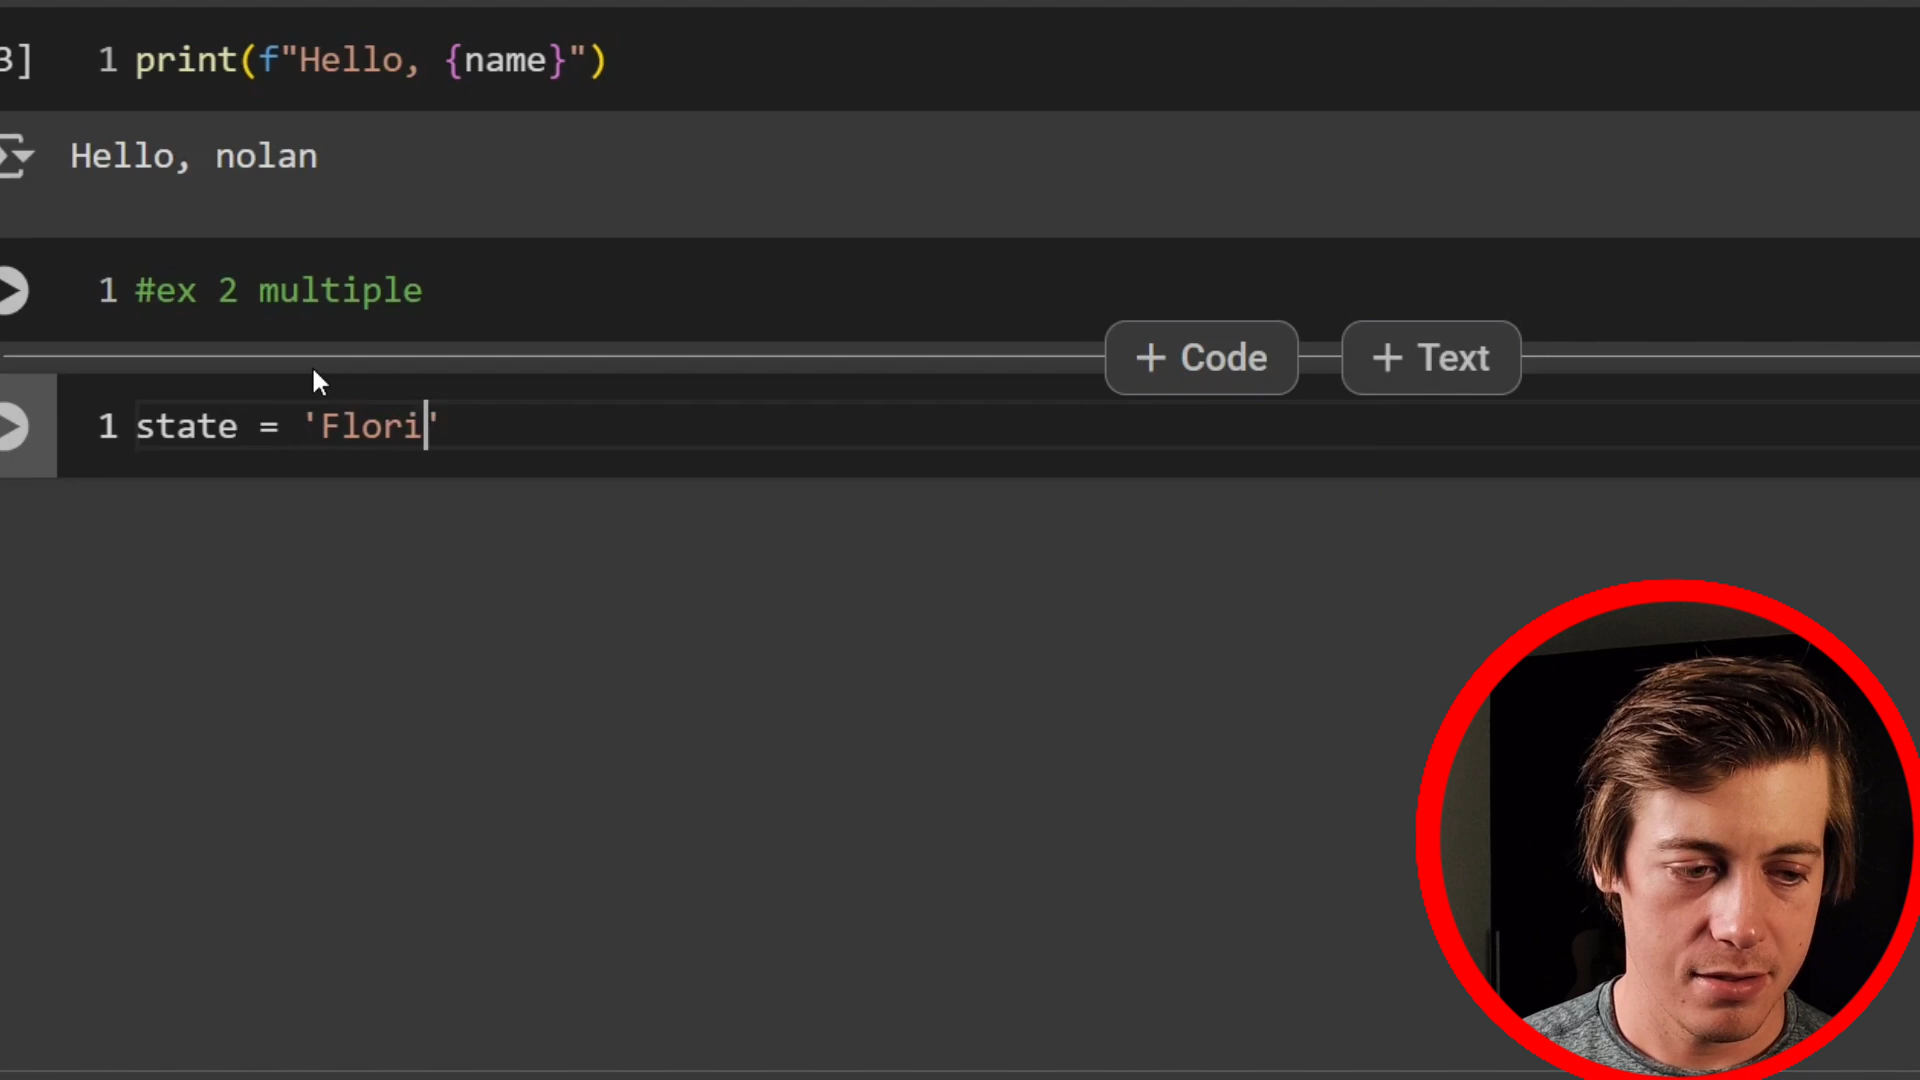 3] 1 print(f"Hello, {name}")
Hello, nolan
1 #ex 2 multiple
+ Code + Text
1 state = 'Flori'